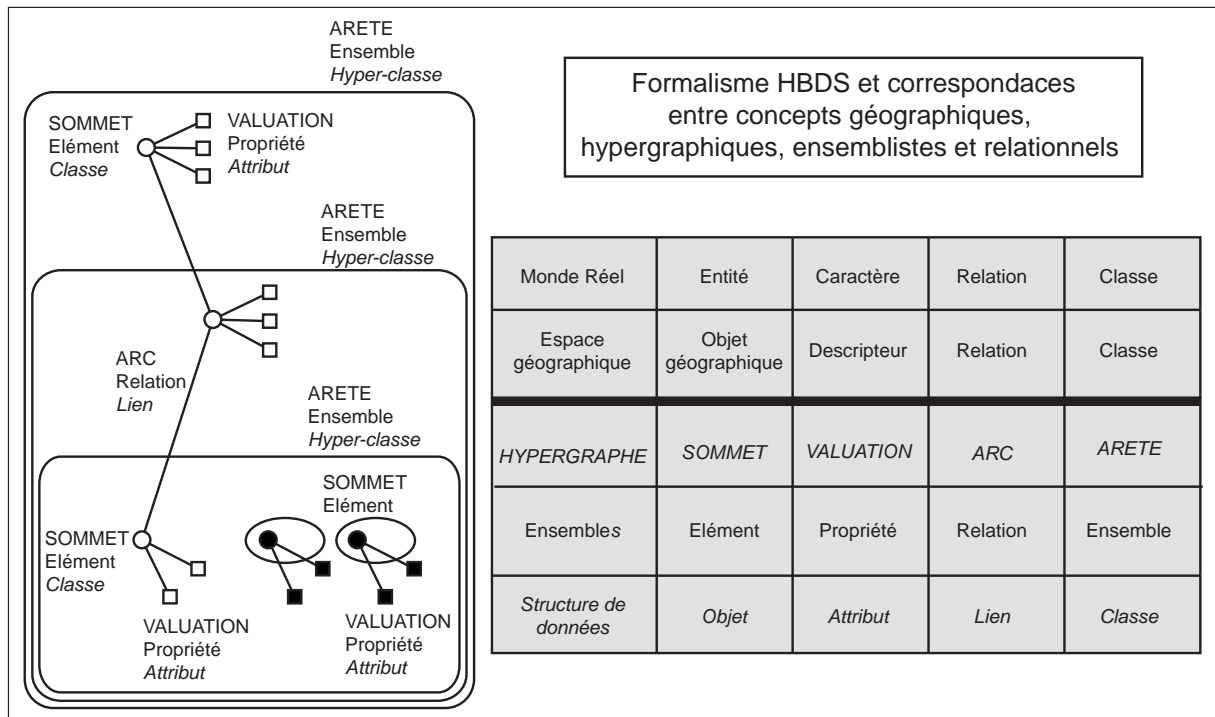 ARETE
Ensemble
Hyper-classe
SOMMET
Elément
Classe
VALUATION
Propriété
Attribut
ARETE
Ensemble
Hyper-classe
ARC
Relation
Lien
ARETE
Ensemble
Hyper-classe
SOMMET
Elément
SOMMET
Elément
Classe
VALUATION
Propriété
Attribut
VALUATION
Propriété
Attribut
Formalisme HBDS et correspondaces
entre concepts géographiques,
hypergraphiques, ensemblistes et relationnels
Monde Réel Entité Caractère Relation Classe
Espace géographique Objet géographique Descripteur Relation Classe
HYPERGRAPHE SOMMET VALUATION ARC ARETE
Ensembles Elément Propriété Relation Ensemble
Structure de données Objet Attribut Lien Classe